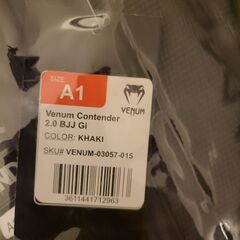 SIZE:
A1
VENUM
Venum Contender
2.0 BJJ Gi
COLOR: KHAKI
SKU# VENUM-03057-015
3611441712963